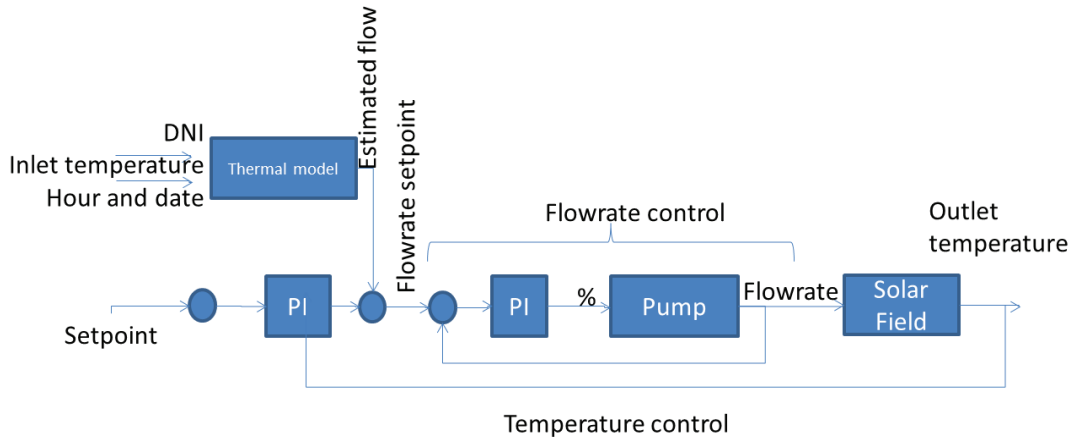 DNI
Inlet temperature
Hour and date
Thermal model
Estimated flow
Flowrate setpoint
Flowrate control
Outlet
temperature
Setpoint
PI
PI
%
Pump
Flowrate
Solar
Field
Temperature control